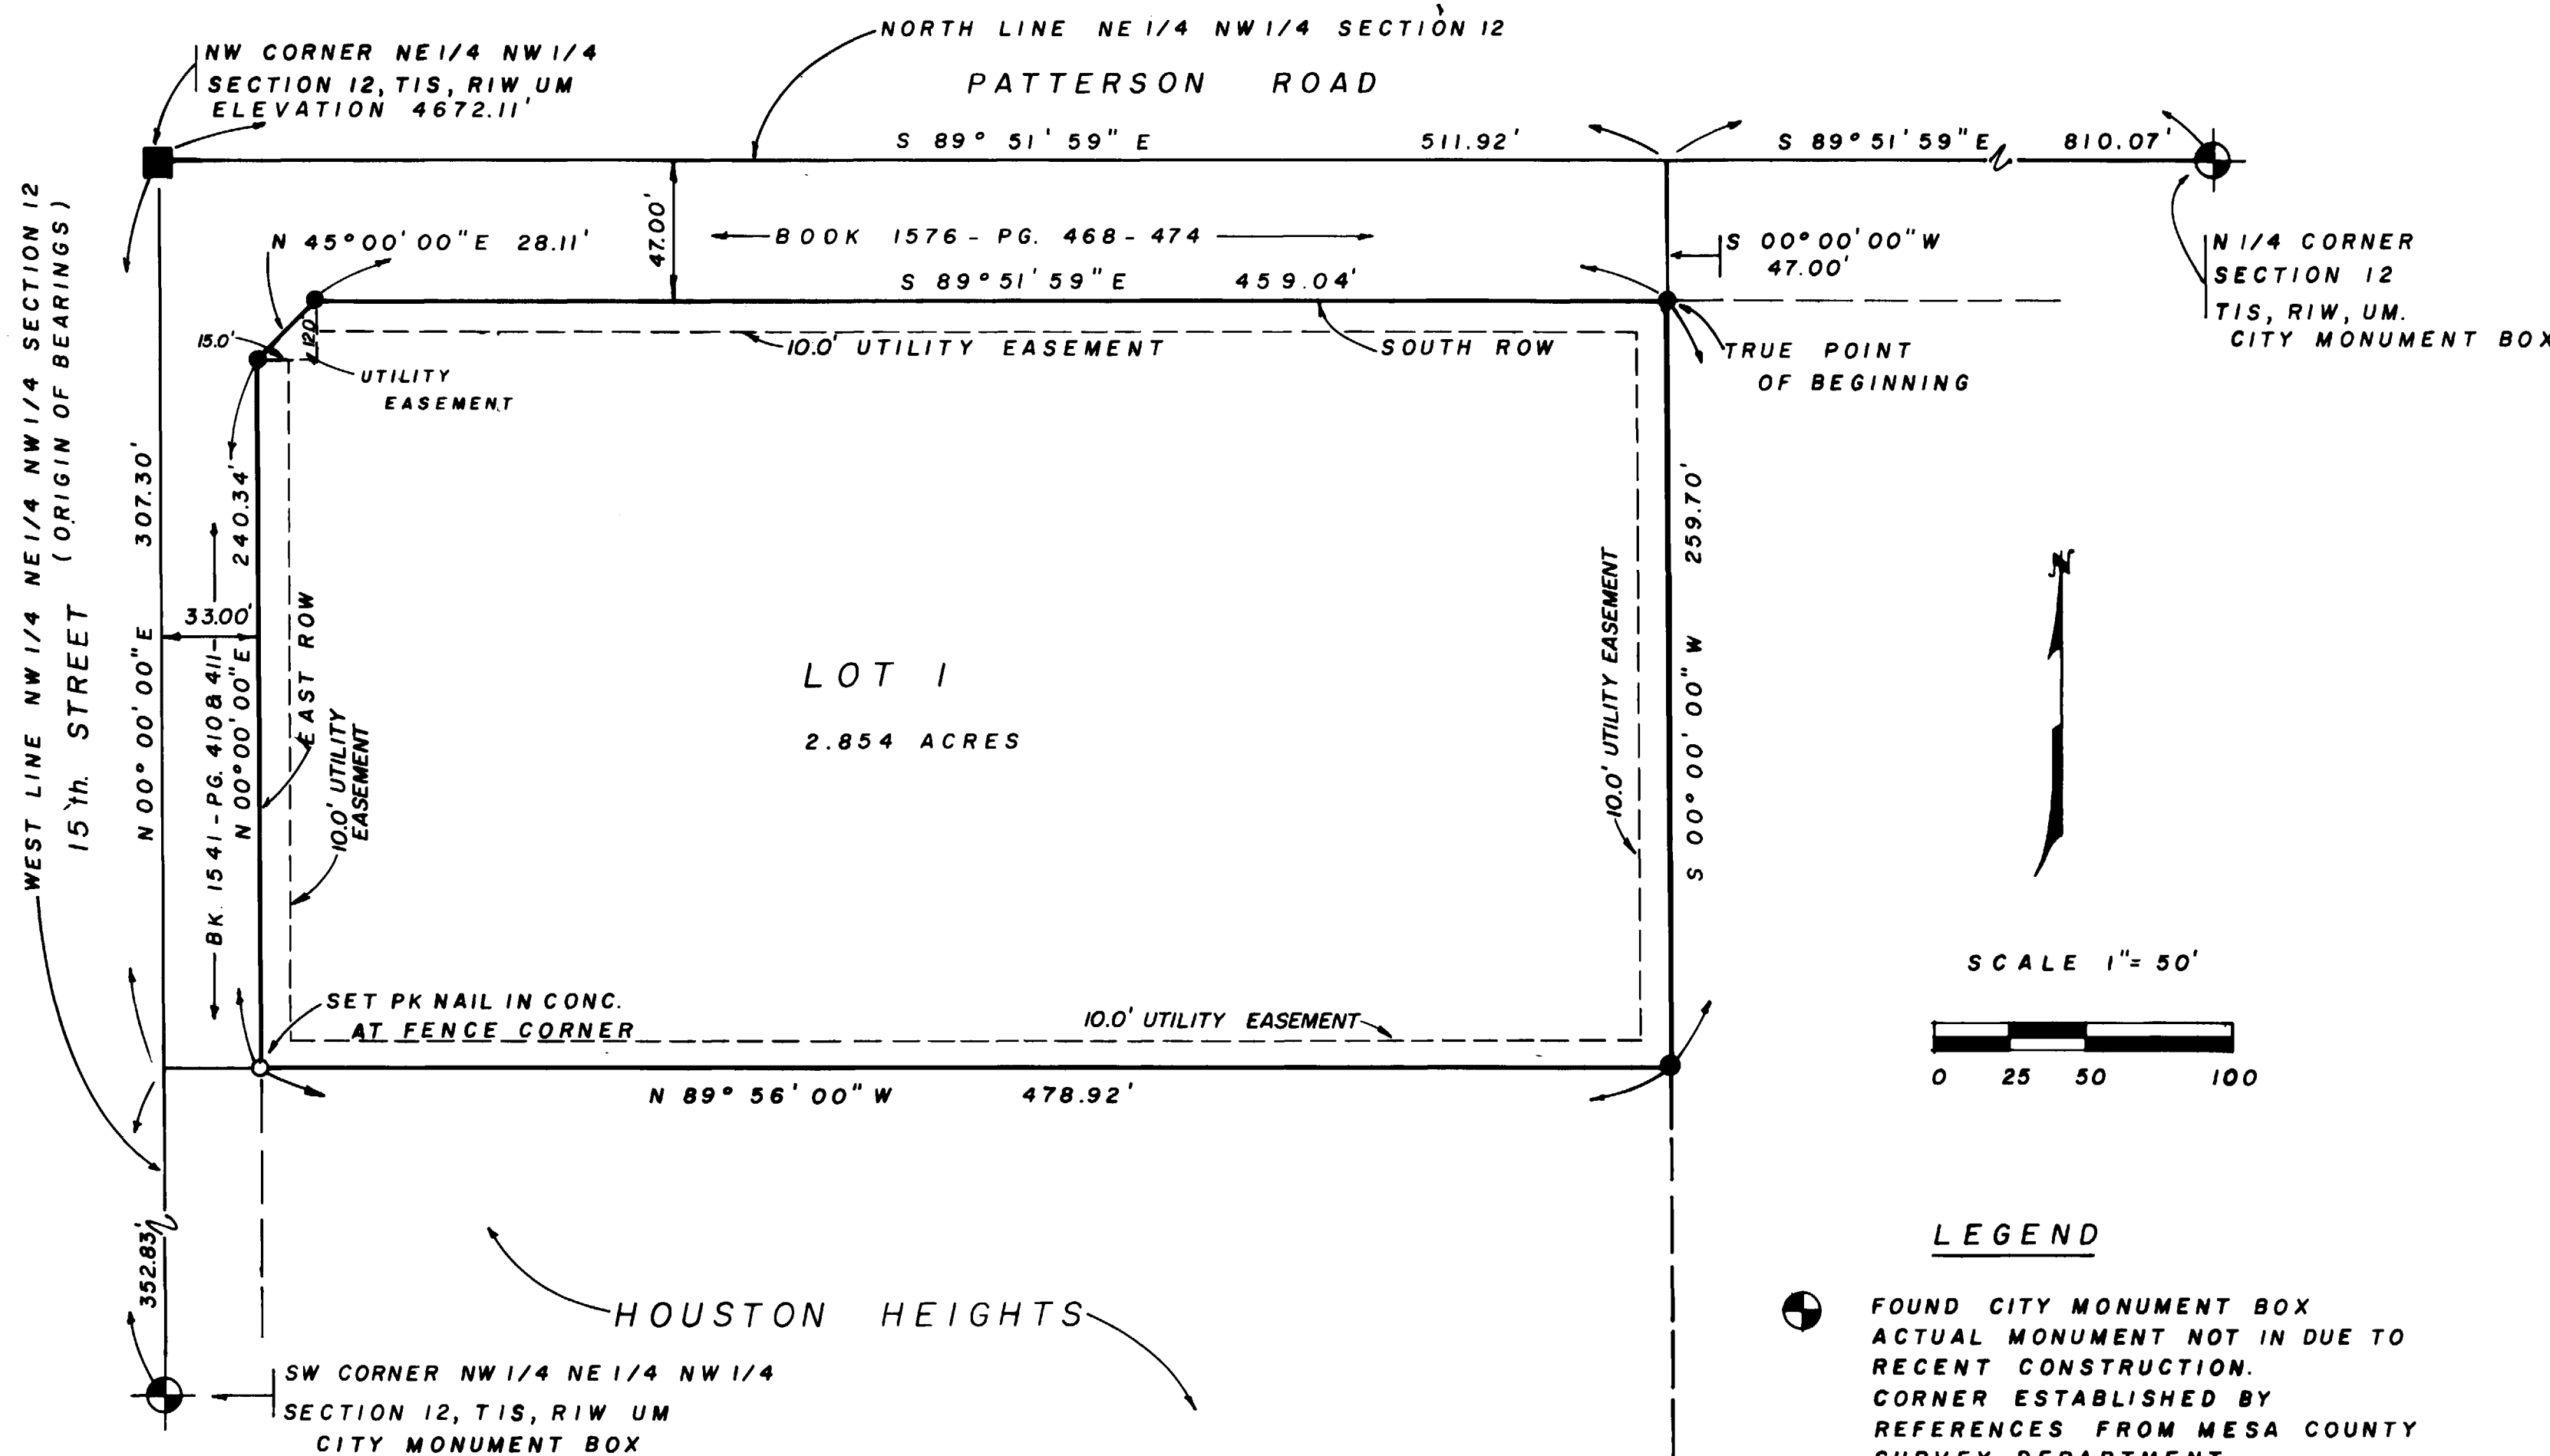 NORTH LINE NE 1/4 NW 1/4 SECTION 12
PATTERSON ROAD
NW CORNER NE 1/4 NW 1/4
SECTION 12, T1S, R1W UM
ELEVATION 4672.11'
S 89° 51' 59" E 511.92'
S 89° 51' 59" E 810.07'
N 1/4 CORNER
SECTION 12
T1S, R1W, UM.
CITY MONUMENT BOX
47.00'
BOOK 1576 - PG. 468 - 474
S 00° 00' 00" W
47.00'
N 45° 00' 00" E 28.11'
S 89° 51' 59" E 459.04'
15.0'
12.0'
10.0' UTILITY EASEMENT
SOUTH ROW
TRUE POINT
OF BEGINNING
UTILITY
EASEMENT
WEST LINE NW 1/4 NE 1/4 NW 1/4 SECTION 12
(ORIGIN OF BEARINGS)
15 th. STREET
N 00° 00' 00" E 307.30'
33.00'
BK. 1541 - PG. 410 & 411
N 00° 00' 00" E 240.34'
EAST ROW
10.0' UTILITY
EASEMENT
LOT 1
2.854 ACRES
10.0' UTILITY EASEMENT
S 00° 00' 00" W 259.70'
N
SCALE 1" = 50'
0 25 50 100
SET PK NAIL IN CONC.
AT FENCE CORNER
10.0' UTILITY EASEMENT
N 89° 56' 00" W 478.92'
352.83'
HOUSTON HEIGHTS
SW CORNER NW 1/4 NE 1/4 NW 1/4
SECTION 12, T1S, R1W UM
CITY MONUMENT BOX
LEGEND
FOUND CITY MONUMENT BOX
ACTUAL MONUMENT NOT IN DUE TO
RECENT CONSTRUCTION.
CORNER ESTABLISHED BY
REFERENCES FROM MESA COUNTY
SURVEY DEPARTMENT